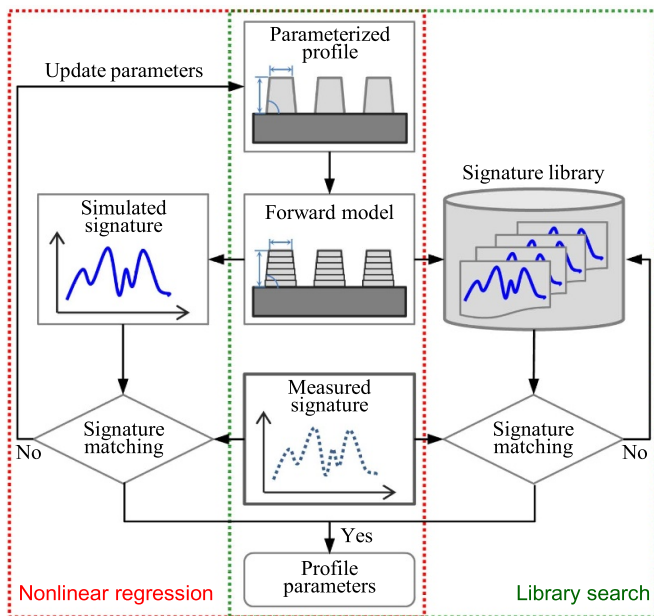 Parameterized
profile
Update parameters
Signature library
Simulated
signature
Forward model
Measured
signature
Signature
matching
No
Signature
matching
No
Yes
Profile
parameters
Nonlinear regression
Library search